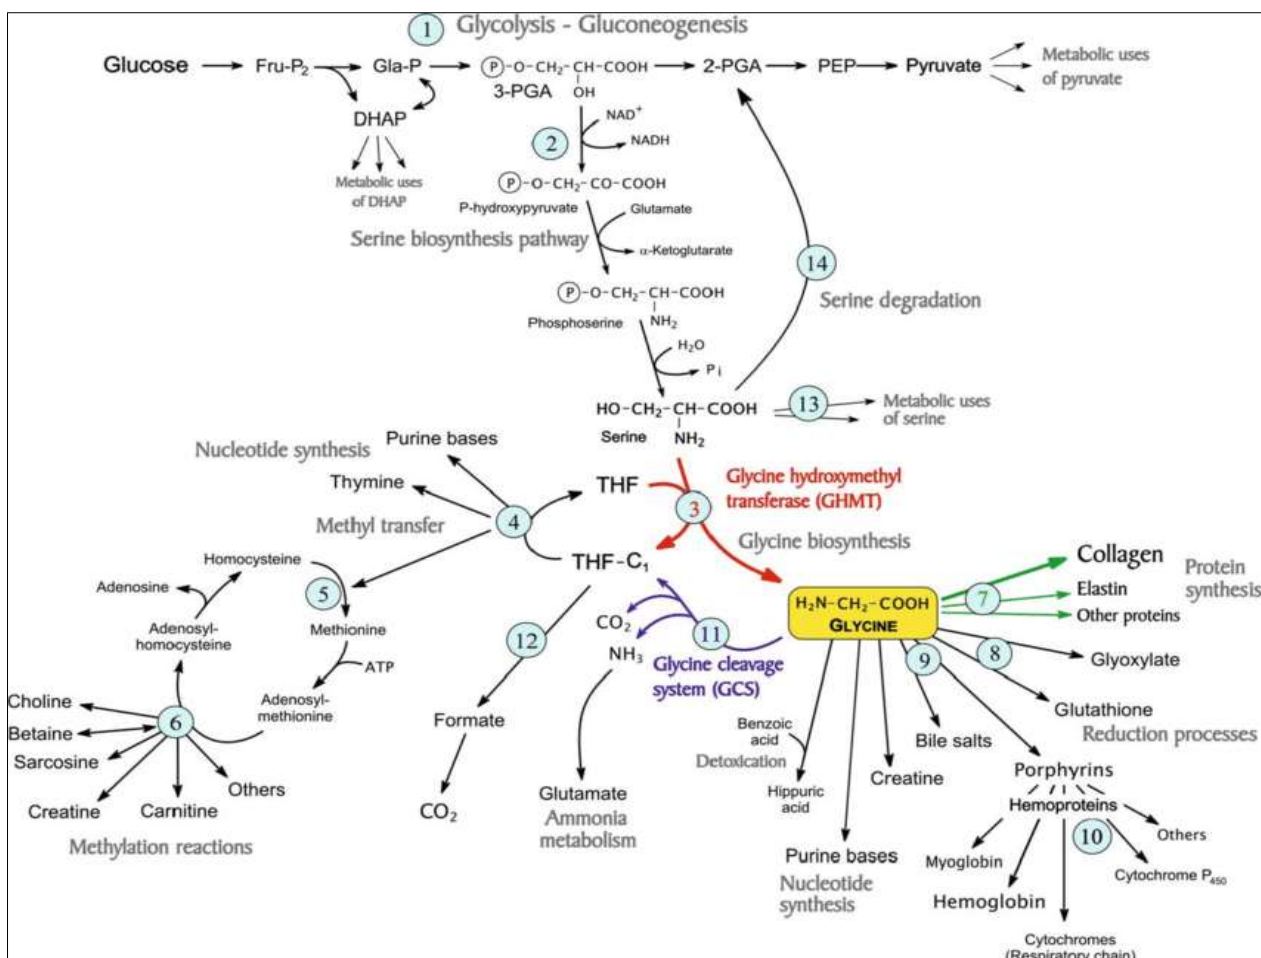 1 Glycolysis - Gluconeogenesis
Glucose Fru-P2 Gla-P P-O-CH2-CH-COOH 2-PGA PEP Pyruvate Metabolic uses
of pyruvate
3-PGA OH
DHAP
NAD+
2 NADH
Metabolic uses
of DHAP
P-O-CH2-CO-COOH
P-hydroxypyruvate Glutamate
Serine biosynthesis pathway
α-Ketoglutarate
14
P-O-CH2-CH-COOH
Serine degradation
Phosphoserine NH2
H2O
Pi
HO-CH2-CH-COOH 13 Metabolic uses
of serine
Serine NH2
Nucleotide synthesis Purine bases
Thymine THF Glycine hydroxymethyl
transferase (GHMT)
3
Methyl transfer 4
Glycine biosynthesis
Homocysteine THF-C1
Adenosine 5
Collagen
Protein
synthesis
Elastin
Other proteins
7
H2N-CH2-COOH
GLYCINE
Adenosyl-
homocysteine
Methionine
ATP
12
CO2
NH3
11
Glycine cleavage
system (GCS)
9 8
Glyoxylate
Choline
Betaine
Sarcosine
Creatine
6
Adenosyl-
methionine
Others
Carnitine
Methylation reactions
Formate
CO2
Glutamate
Ammonia
metabolism
Benzoic
acid
Detoxication
Hippuric
acid
Creatine
Bile salts
Glutathione
Reduction processes
Purine bases
Nucleotide
synthesis
Porphyrins
Hemoproteins
10
Others
Myoglobin
Cytochrome P450
Hemoglobin
Cytochromes
(Respiratory chain)